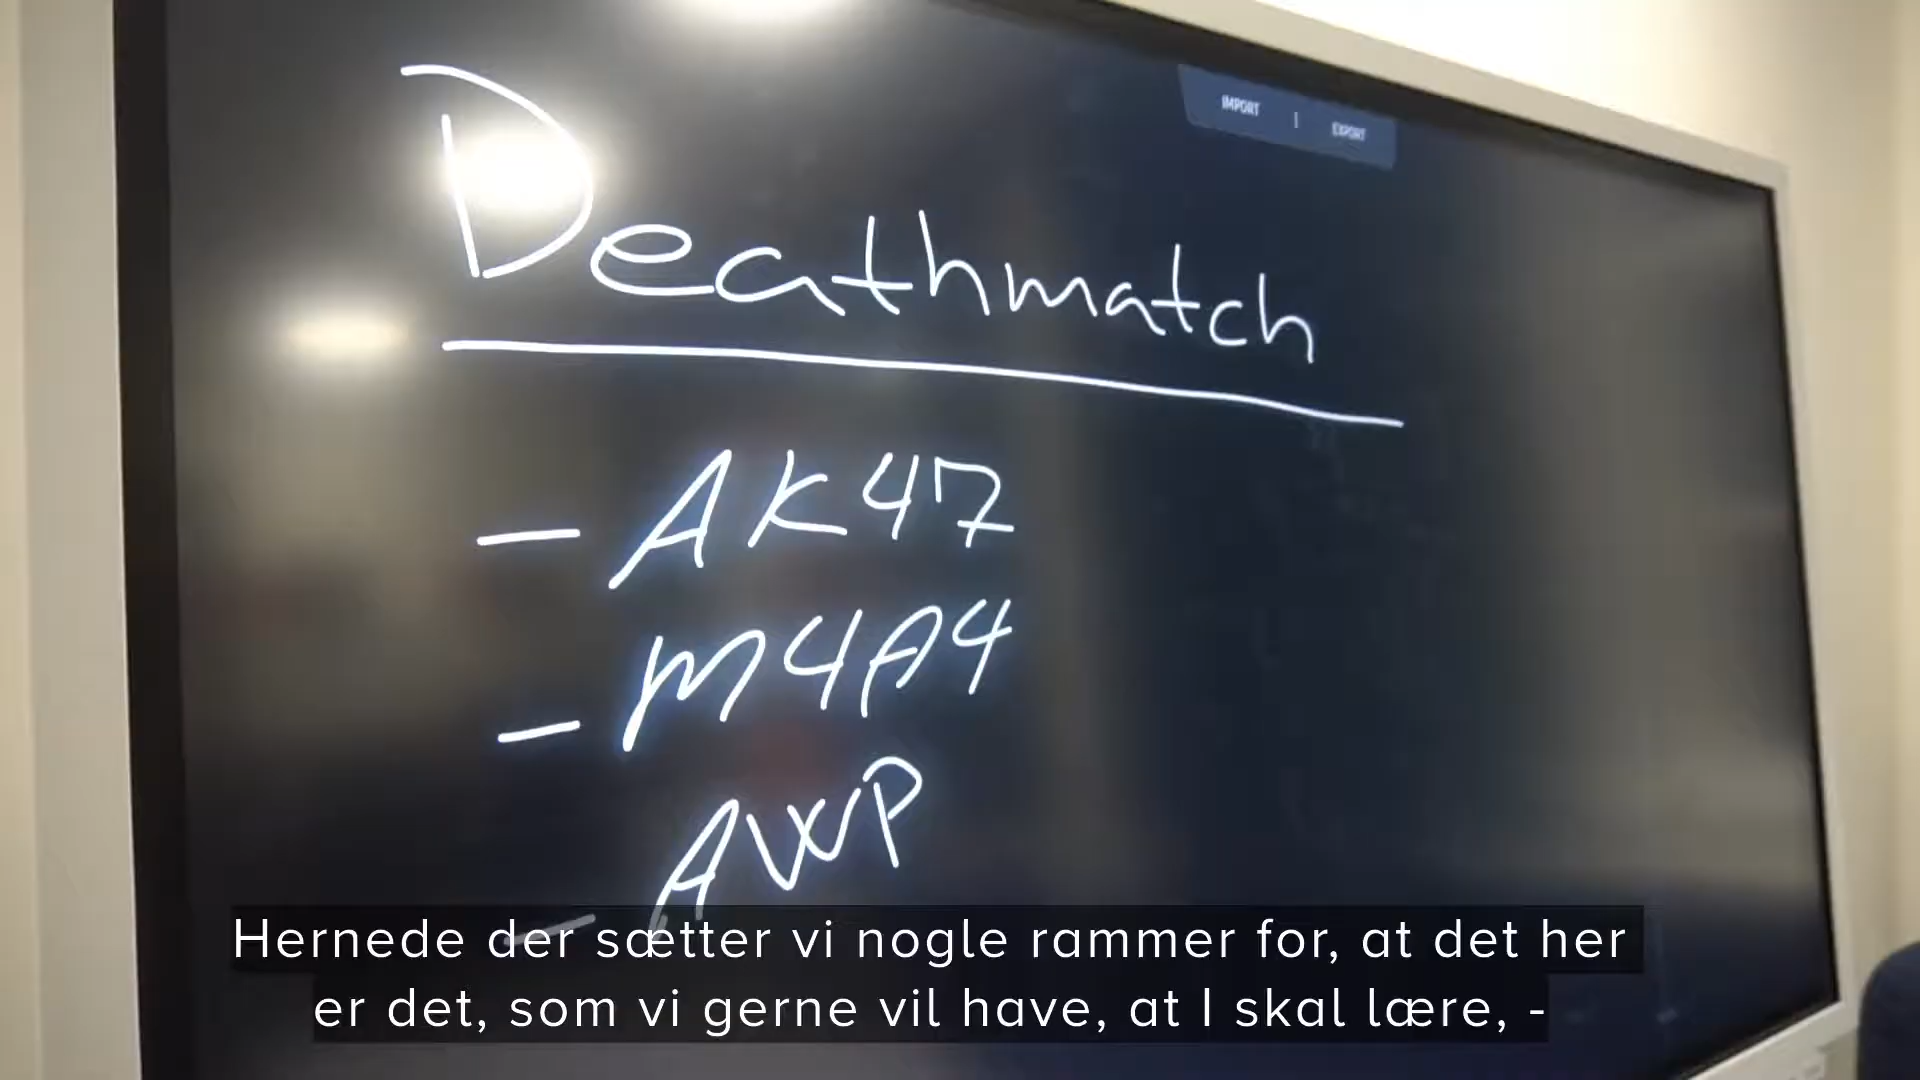 IMPORT | EXPORT
Deathmatch
- AK47
- M4A4
- AWP
Hernede der sætter vi nogle rammer for, at det her
er det, som vi gerne vil have, at I skal lære, -